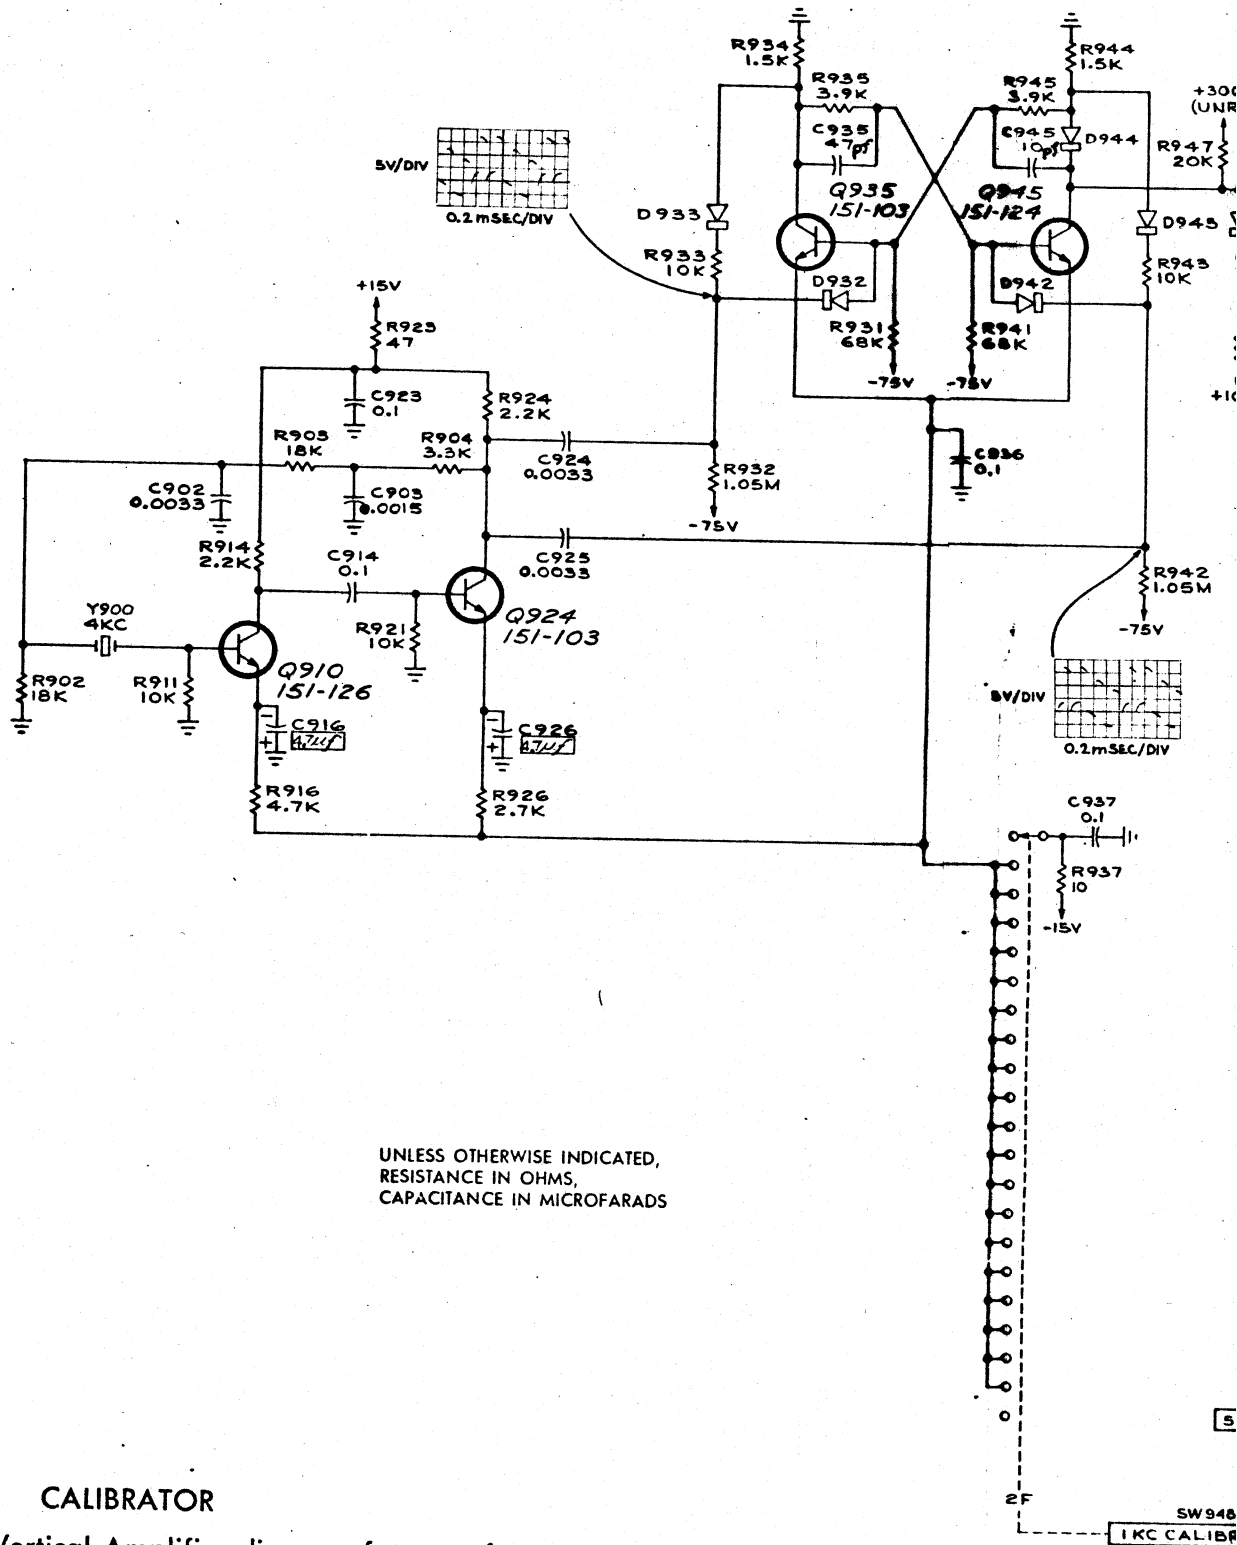 R934
1.5K
R944
1.5K
R935
3.9K
R945
3.9K
+300
(UNR
C935
47pf
C945
10pf
D944
R947
20K
5V/DIV
0.2mSEC/DIV
Q935
151-103
Q945
151-124
D933
D943
R933
10K
R943
10K
D932
D942
+15V
R923
47
R931
68K
R941
68K
-75V
-75V
C923
0.1
R924
2.2K
+10
R903
18K
R904
3.3K
C924
0.0033
R932
1.05M
C936
0.1
C902
0.0033
C903
0.0015
-75V
R914
2.2K
C914
0.1
C925
0.0033
R942
1.05M
Y900
4KC
Q924
151-103
R921
10K
-75V
Q910
151-126
R902
18K
R911
10K
5V/DIV
C916
4.7µf
C926
4.7µf
0.2mSEC/DIV
R916
4.7K
R926
2.7K
C937
0.1
R937
10
-15V
UNLESS OTHERWISE INDICATED,
RESISTANCE IN OHMS,
CAPACITANCE IN MICROFARADS
5
CALIBRATOR
2F
SW948
1KC CALIBR